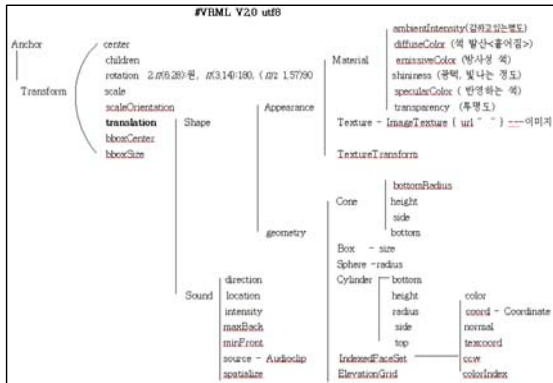 #VRML V2.0 utf8
Anchor
Transform
center
children
rotation 2π(6.28):원, π(3.14):180, (π/2 1.57)90
scale
scaleOrientation
translation
bboxCenter
bboxSize
Shape
Appearance
Material
ambientIntensity(감하고있는명도)
diffuseColor (색 발산<흩어짐>)
emissiveColor (방사성 색)
shininess (광택, 빛나는 정도)
specularColor ( 반영하는 색)
transparency (투명도)
Texture - ImageTexture { url " " } ---이미지
TextureTransform
geometry
Cone
bottomRadius
height
side
bottom
Box - size
Sphere -radius
Cylinder
bottom
height
radius
side
top
IndexedFaceSet
color
coord - Coordinate
normal
texcoord
ccw
colorIndex
ElevationGrid
Sound
direction
location
intensity
maxBack
minFront
source - Audioclip
spatialize